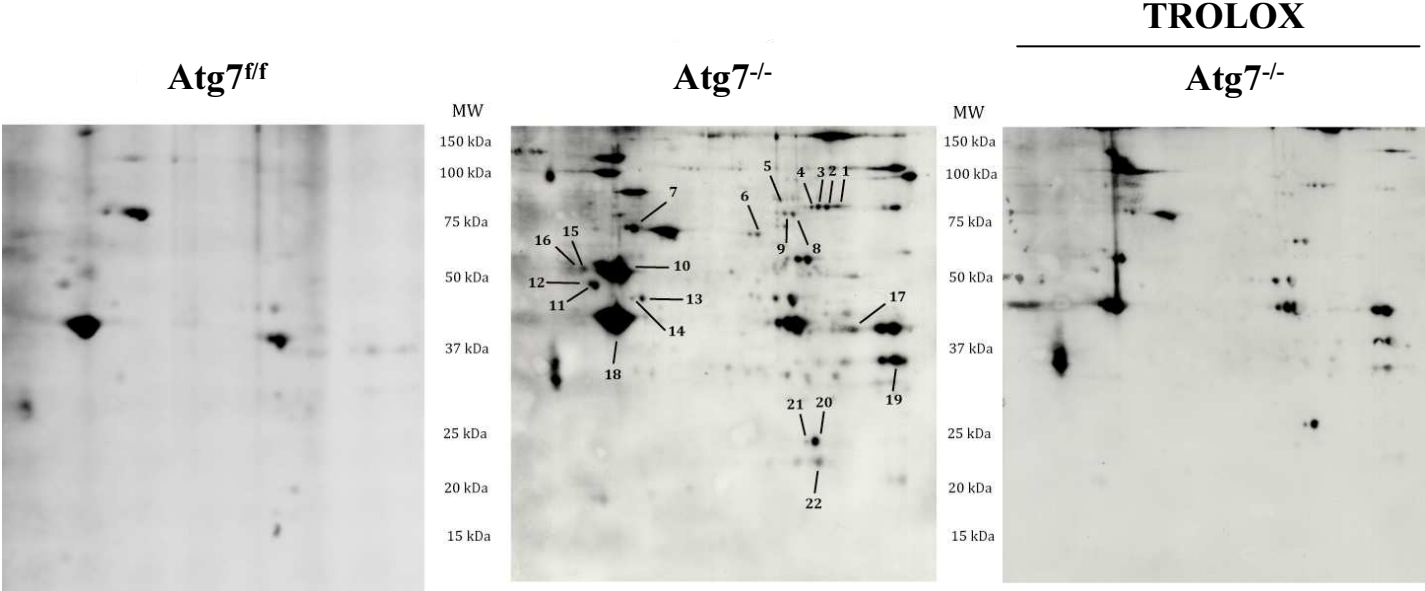 TROLOX
Atg7f/f
Atg7-/-
Atg7-/-
MW
MW
150 kDa
100 kDa
75 kDa
50 kDa
37 kDa
25 kDa
20 kDa
15 kDa
5
4
3
2
1
6
7
9
8
16
15
10
12
11
13
14
17
18
19
21
20
22
150 kDa
100 kDa
75 kDa
50 kDa
37 kDa
25 kDa
20 kDa
15 kDa